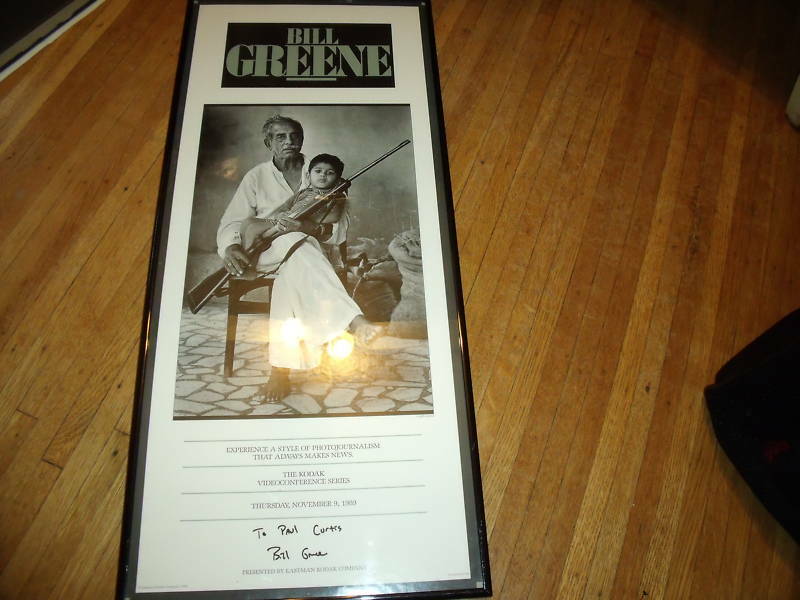 BILL
GREENE
EXPERIENCE A STYLE OF PHOTOJOURNALISM
THAT ALWAYS MAKES NEWS.
THE KODAK
VIDEOCONFERENCE SERIES
THURSDAY, NOVEMBER 9, 1989
To Paul Curtis
Bill Greene
PRESENTED BY EASTMAN KODAK COMPANY